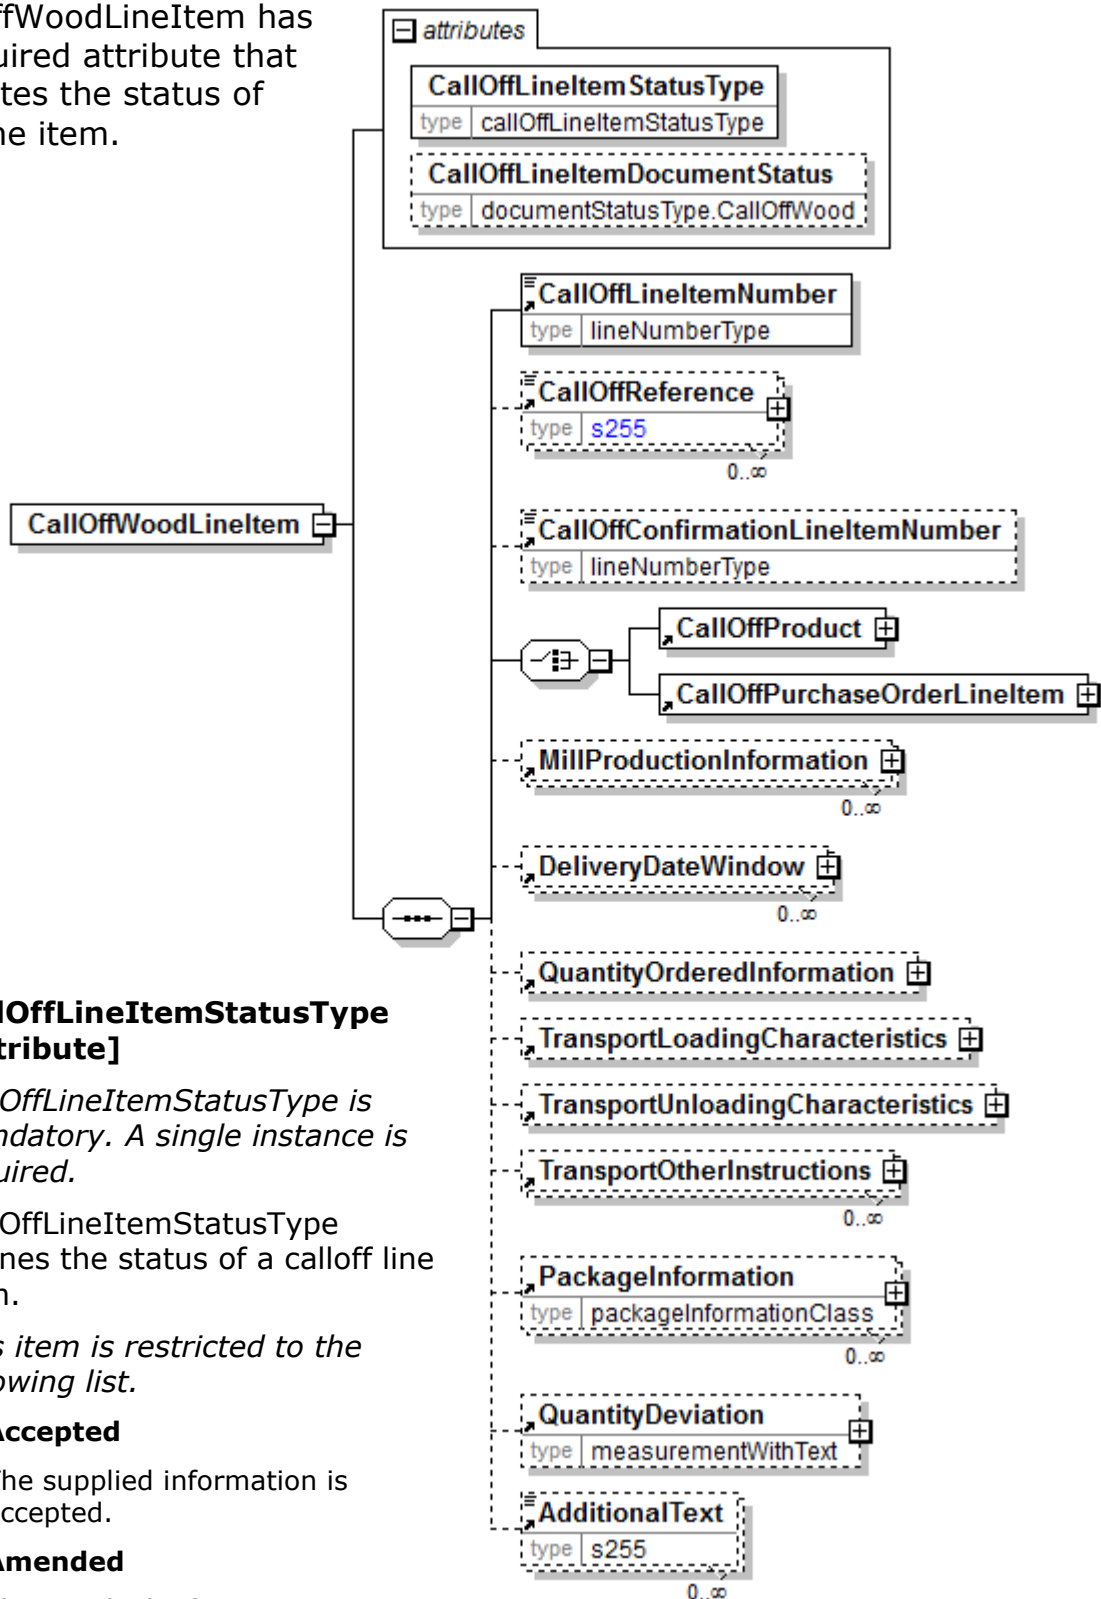 ffWoodLineItem has
uired attribute that
tes the status of
ne item.
attributes
CallOffLineItemStatusType
type callOffLineItemStatusType
CallOffLineItemDocumentStatus
type documentStatusType.CallOffWood
CallOffLineItemNumber
type lineNumberType
CallOffReference
type s255
0..∞
CallOffWoodLineItem
CallOffConfirmationLineItemNumber
type lineNumberType
CallOffProduct
CallOffPurchaseOrderLineItem
MillProductionInformation
0..∞
DeliveryDateWindow
0..∞
QuantityOrderedInformation
TransportLoadingCharacteristics
TransportUnloadingCharacteristics
TransportOtherInstructions
0..∞
PackageInformation
type packageInformationClass
0..∞
QuantityDeviation
type measurementWithText
AdditionalText
type s255
0..∞
lOffLineItemStatusType
tribute]
OffLineItemStatusType is
ndatory. A single instance is
uired.
OffLineItemStatusType
nes the status of a calloff line
n.
s item is restricted to the
owing list.
Accepted
The supplied information is
accepted.
Amended